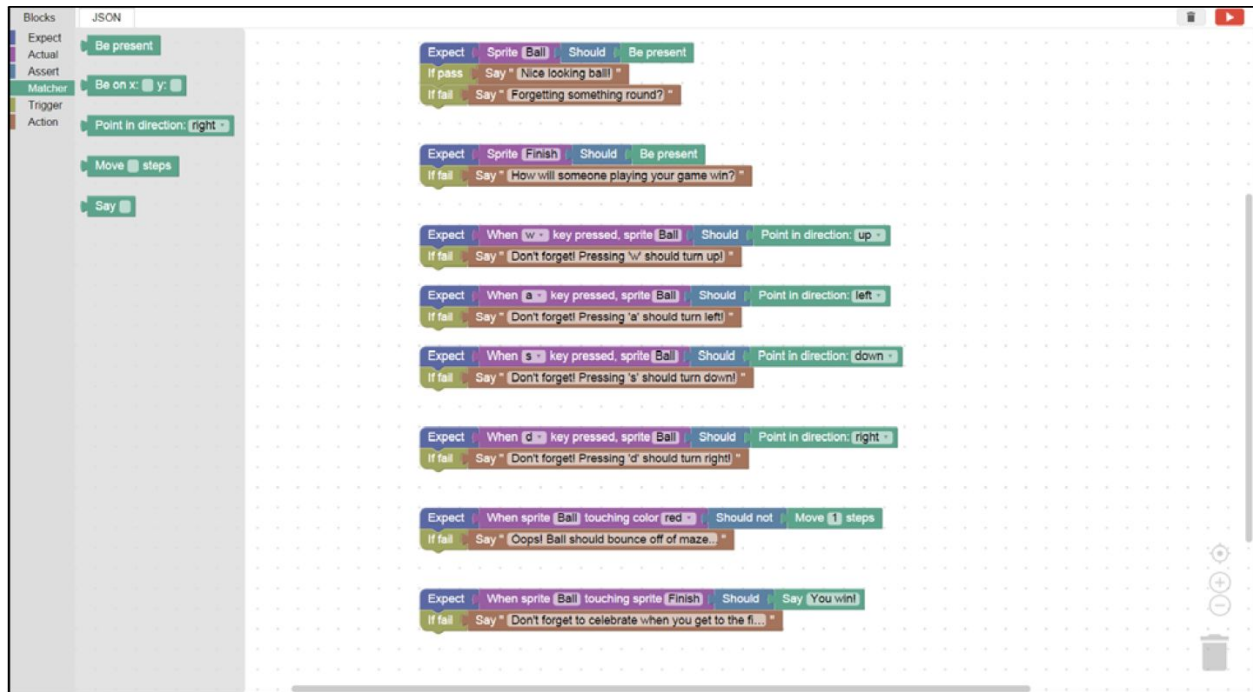 Blocks
JSON
Expect
Actual
Assert
Matcher
Trigger
Action
Be present
Be on x: y:
Point in direction: right
Move steps
Say
Expect Sprite Ball Should Be present
If pass Say " Nice looking ball! "
If fail Say " Forgetting something round? "
Expect Sprite Finish Should Be present
If fail Say " How will someone playing your game win? "
Expect When w key pressed, sprite Ball Should Point in direction: up
If fail Say " Don't forget! Pressing 'w' should turn up! "
Expect When a key pressed, sprite Ball Should Point in direction: left
If fail Say " Don't forget! Pressing 'a' should turn left! "
Expect When s key pressed, sprite Ball Should Point in direction: down
If fail Say " Don't forget! Pressing 's' should turn down! "
Expect When d key pressed, sprite Ball Should Point in direction: right
If fail Say " Don't forget! Pressing 'd' should turn right! "
Expect When sprite Ball touching color red Should not Move 1 steps
If fail Say " Oops! Ball should bounce off of maze... "
Expect When sprite Ball touching sprite Finish Should Say You win!
If fail Say " Don't forget to celebrate when you get to the fi... "